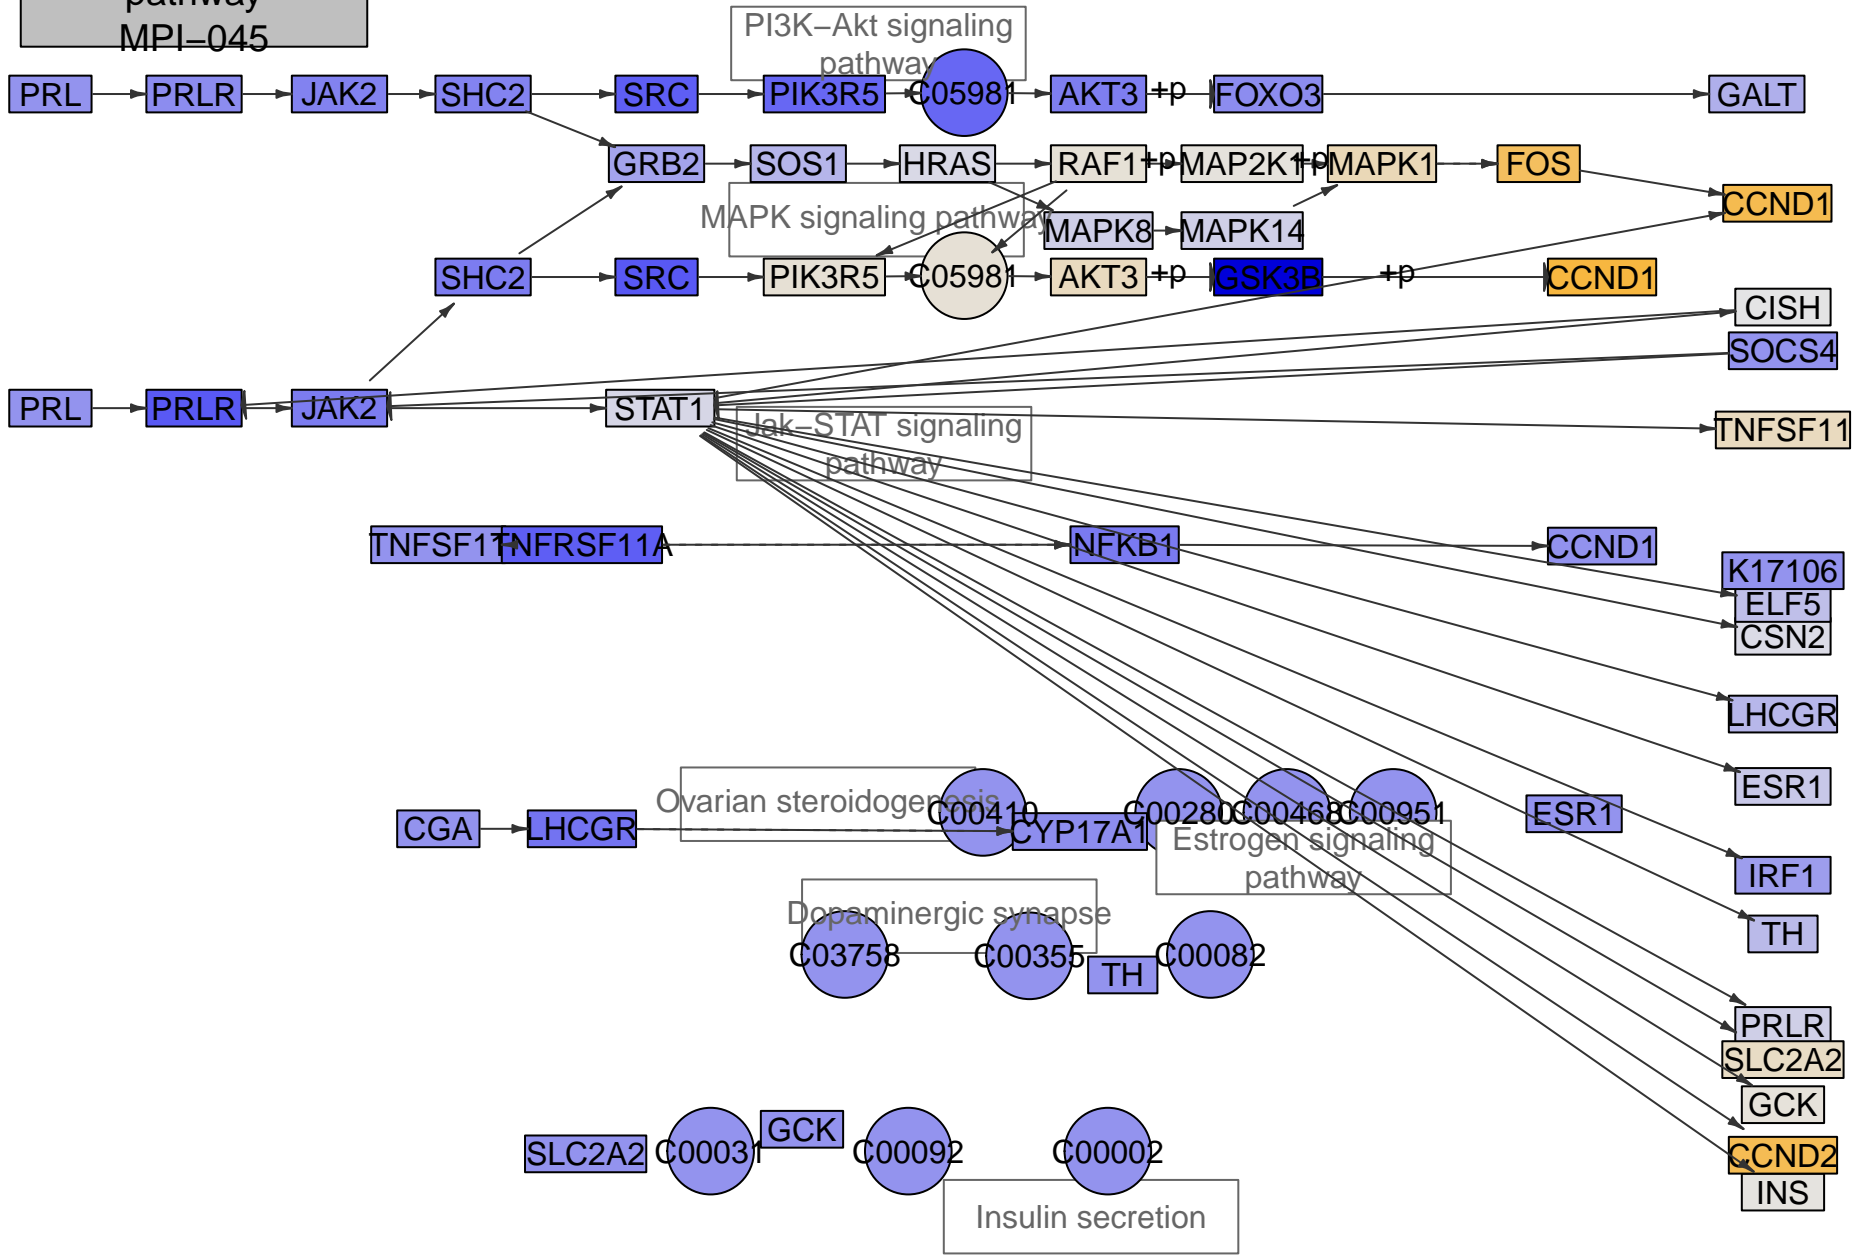 pathway
MPI–045
PI3K–Akt signaling
pathway
PRL
PRLR
JAK2
SHC2
SRC
PIK3R5
C05981
AKT3
+p
FOXO3
GALT
GRB2
SOS1
HRAS
RAF1
+p
MAP2K1
+p
MAPK1
FOS
CCND1
MAPK signaling pathway
MAPK8
MAPK14
SHC2
SRC
PIK3R5
C05981
AKT3
+p
GSK3B
+p
CCND1
CISH
SOCS4
PRL
PRLR
JAK2
STAT1
Jak–STAT signaling
pathway
TNFSF11
TNFSF11
TNFRSF11A
NFKB1
CCND1
K17106
ELF5
CSN2
LHCGR
ESR1
Ovarian steroidogenesis
C00410
C00280
C00468
C00951
ESR1
CGA
LHCGR
CYP17A1
Estrogen signaling
pathway
IRF1
Dopaminergic synapse
TH
C03758
C00355
TH
C00082
PRLR
SLC2A2
GCK
SLC2A2
C00031
GCK
C00092
C00002
CCND2
INS
Insulin secretion